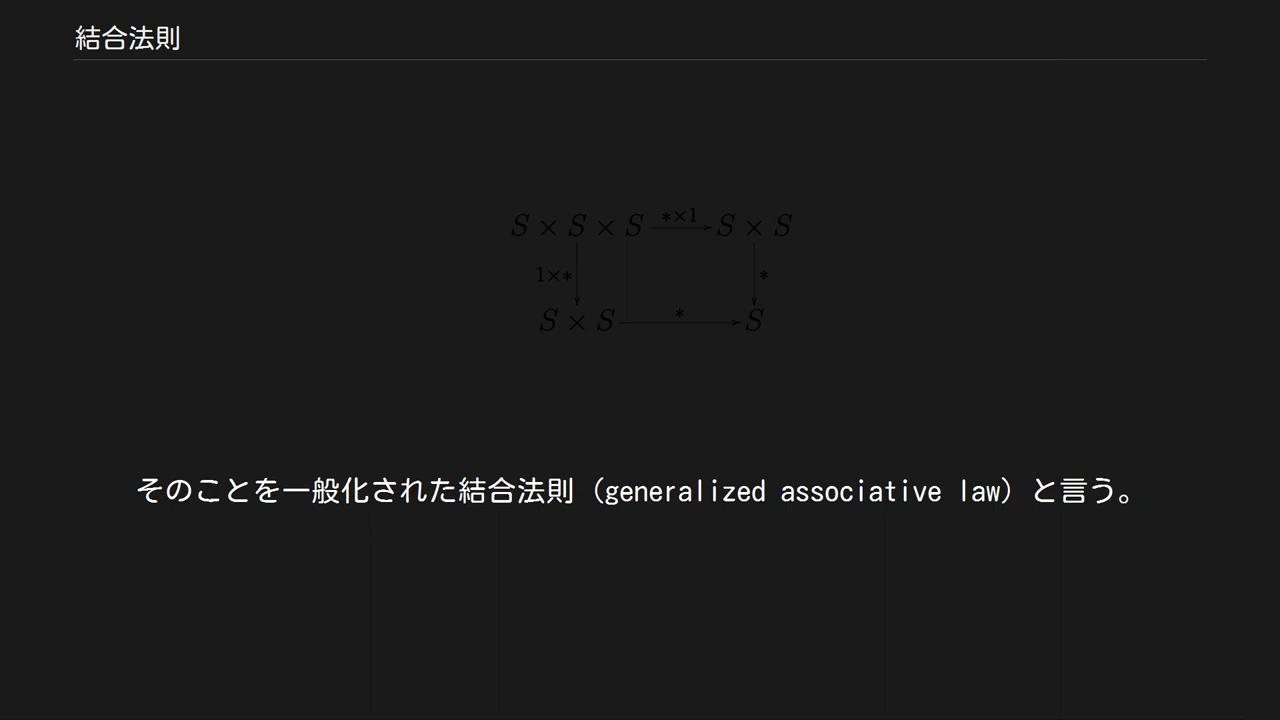 結合法則
S × S × S *×1 S × S
1×* *
S × S * S
そのことを一般化された結合法則（generalized associative law）と言う。